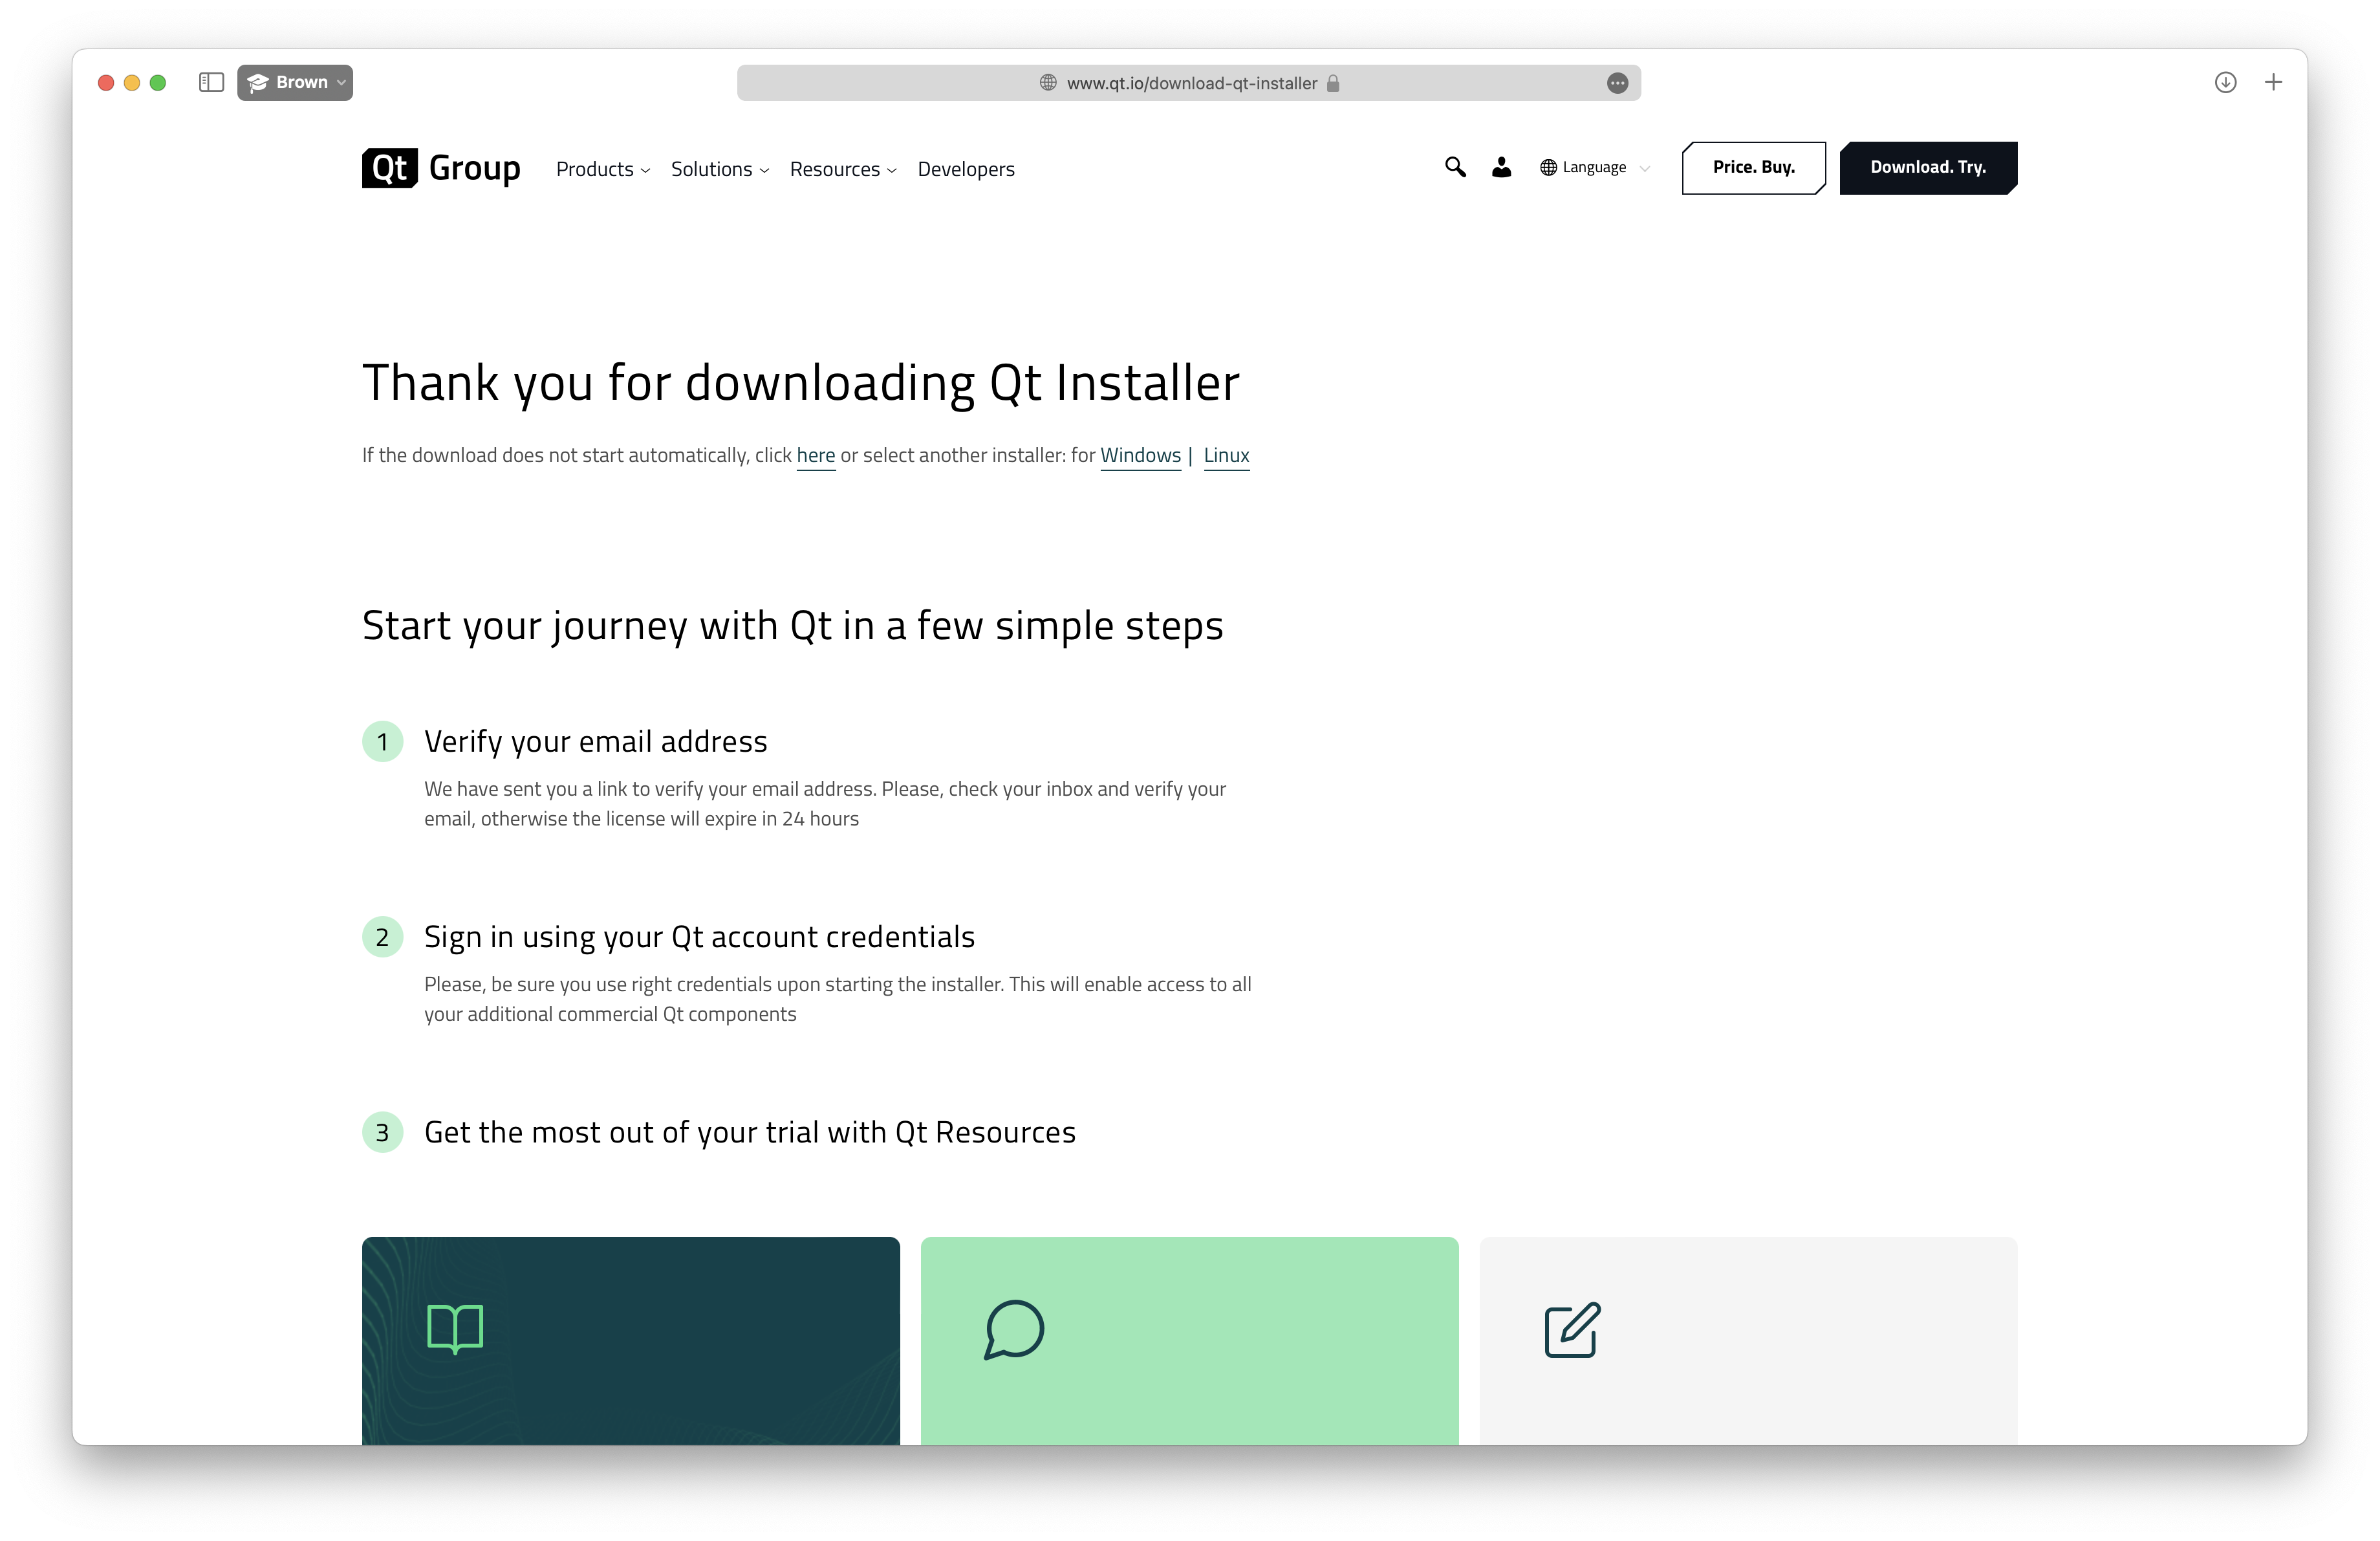 Brown
www.qt.io/download-qt-installer
Qt Group
Products
Solutions
Resources
Developers
Language
Price. Buy.
Download. Try.
Thank you for downloading Qt Installer
If the download does not start automatically, click here or select another installer: for Windows | Linux
Start your journey with Qt in a few simple steps
1 Verify your email address
We have sent you a link to verify your email address. Please, check your inbox and verify your
email, otherwise the license will expire in 24 hours
2 Sign in using your Qt account credentials
Please, be sure you use right credentials upon starting the installer. This will enable access to all
your additional commercial Qt components
3 Get the most out of your trial with Qt Resources